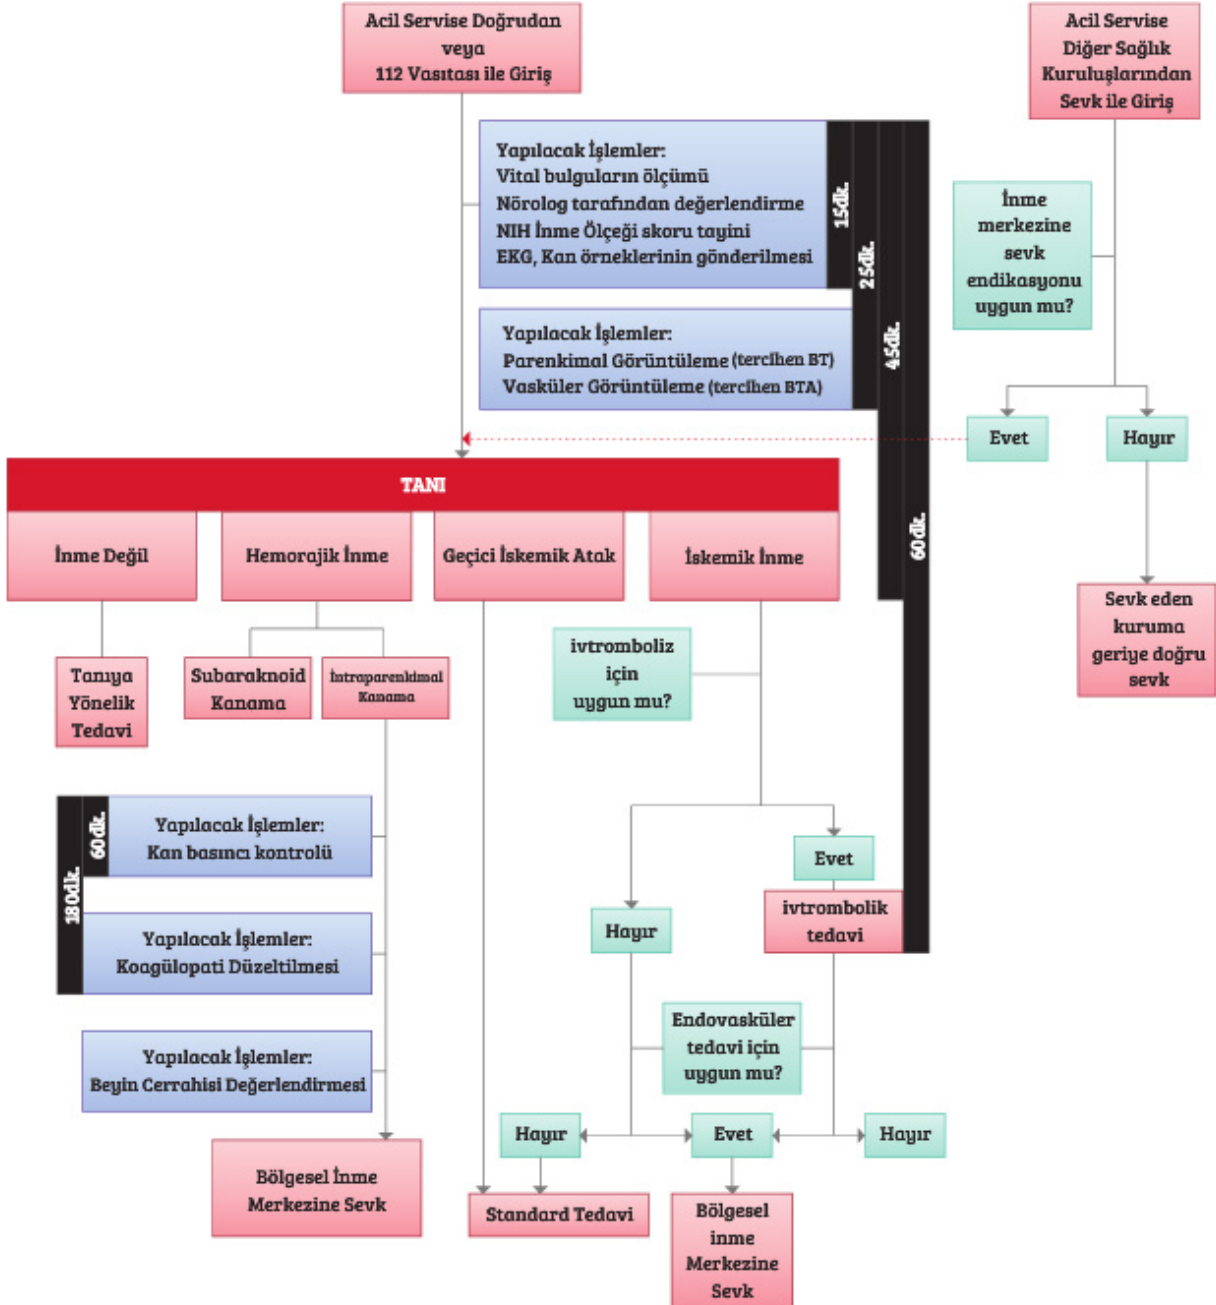 Acil Servise Doğrudan
veya
112 Vasıtası ile Giriş
Acil Servise
Diğer Sağlık
Kuruluşlarından
Sevk ile Giriş
Yapılacak İşlemler:
Vital bulguların ölçümü
Nörolog tarafından değerlendirme
NIH İnme Ölçeği skoru tayini
EKG, Kan örneklerinin gönderilmesi
15dk.
25dk.
45dk.
60dk.
İnme
merkezine
sevk
endikasyonu
uygun mu?
Yapılacak İşlemler:
Parenkimal Görüntüleme (tercihen BT)
Vasküler Görüntüleme (tercihen BTA)
Evet
Hayır
TANI
İnme Değil
Hemorajik İnme
Geçici İskemik Atak
İskemik İnme
Sevk eden
kuruma
geriye doğru
sevk
Tanıya
Yönelik
Tedavi
Subaraknoid
Kanama
İntraparenkimal
Kanama
ivtromboliz
için
uygun mu?
60dk.
180dk.
Yapılacak İşlemler:
Kan basıncı kontrolü
Evet
ivtrombolik
tedavi
Hayır
Yapılacak İşlemler:
Koagülopati Düzeltilmesi
Endovasküler
tedavi için
uygun mu?
Yapılacak İşlemler:
Beyin Cerrahisi Değerlendirmesi
Hayır
Evet
Hayır
Bölgesel İnme
Merkezine Sevk
Standard Tedavi
Bölgesel
inme
Merkezine
Sevk